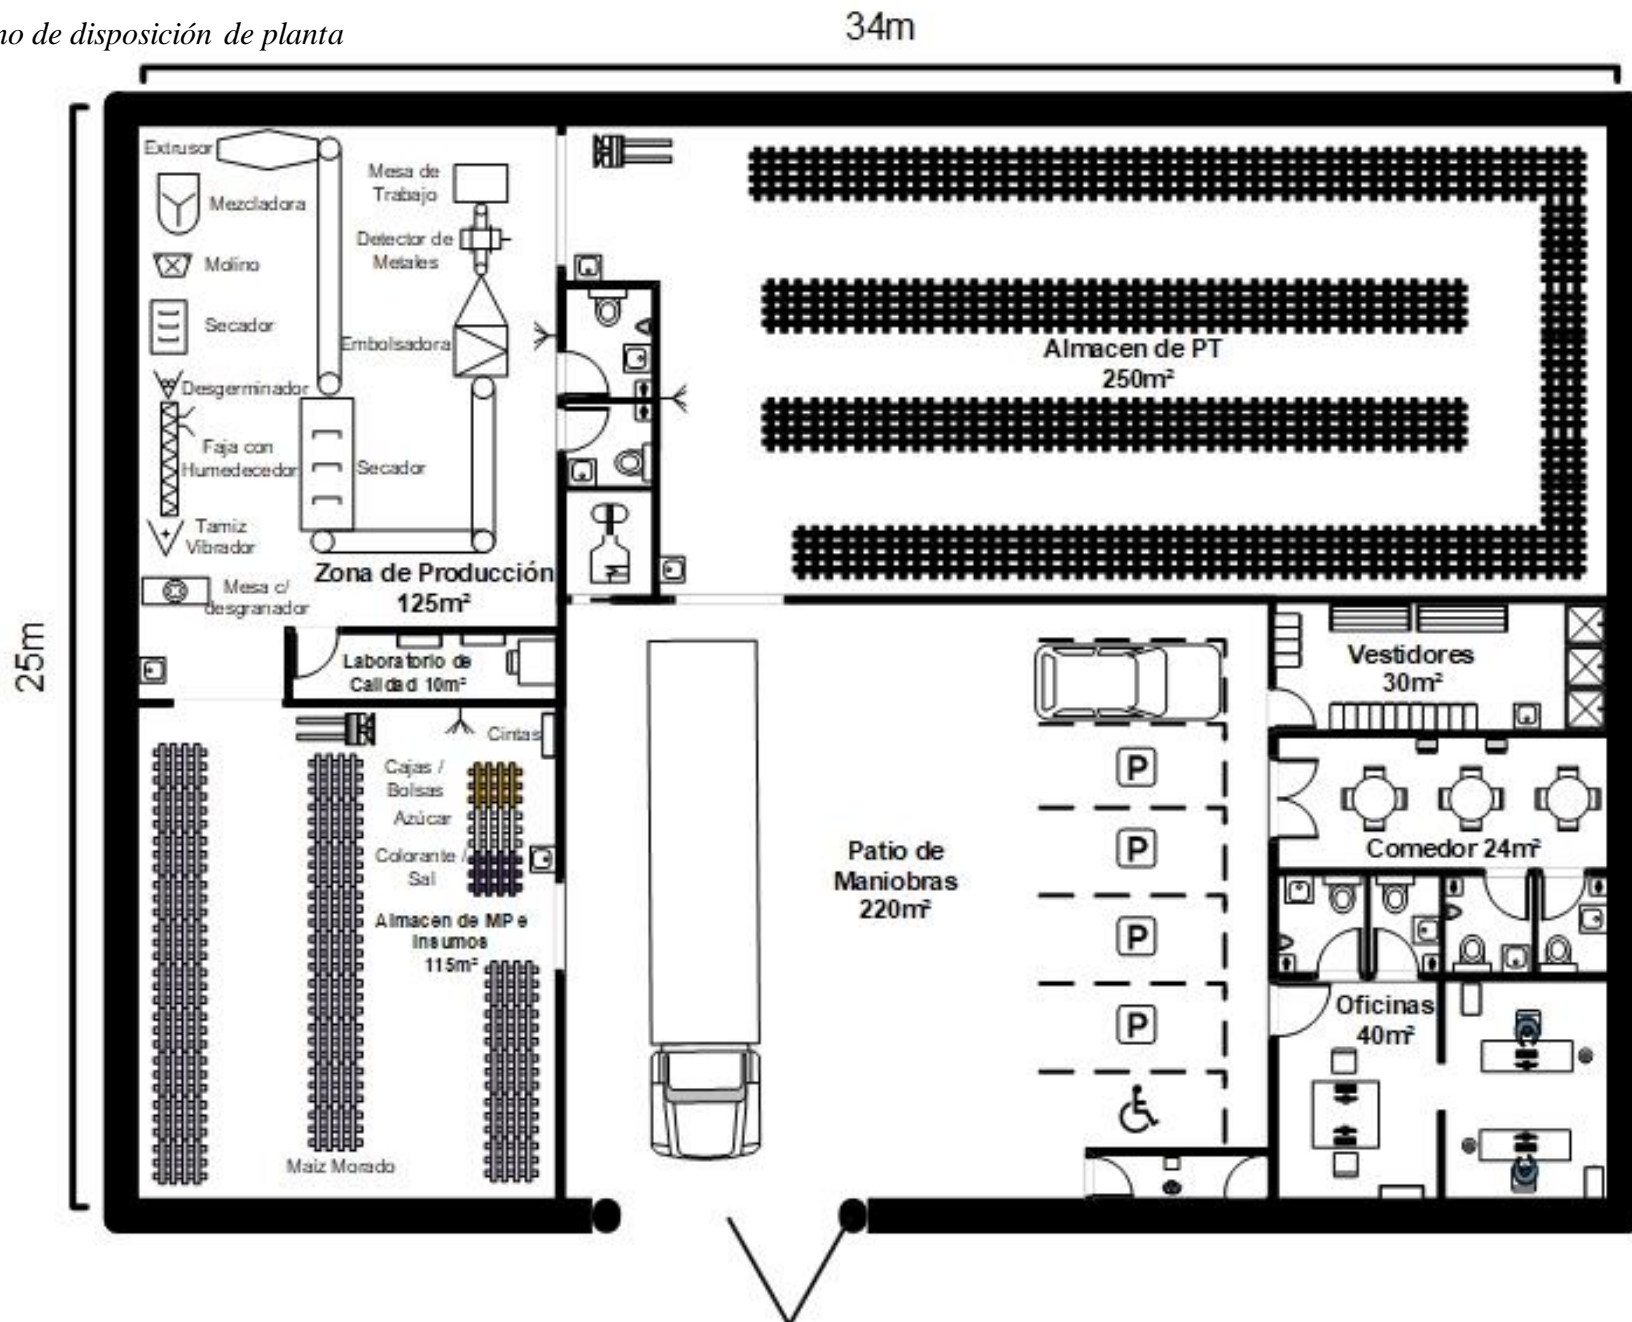 no de disposición de planta
34m
25m
Extrusor
Mezcladora
Molino
Secador
Desgerminador
Faja con
Humedecedor
Tamiz
Vibrador
Mesa c/
desgranador
Mesa de
Trabajo
Detector de
Metales
Embolsadora
Secador
Zona de Producción
125m²
Laboratorio de
Calidad 10m²
Almacen de PT
250m²
Cintas
Cajas /
Bolsas
Azúcar
Colorante /
Sal
Almacen de MP e
Insumos
115m²
Maiz Morado
Patio de
Maniobras
220m²
P
P
P
P
Vestidores
30m²
Comedor 24m²
Oficinas
40m²